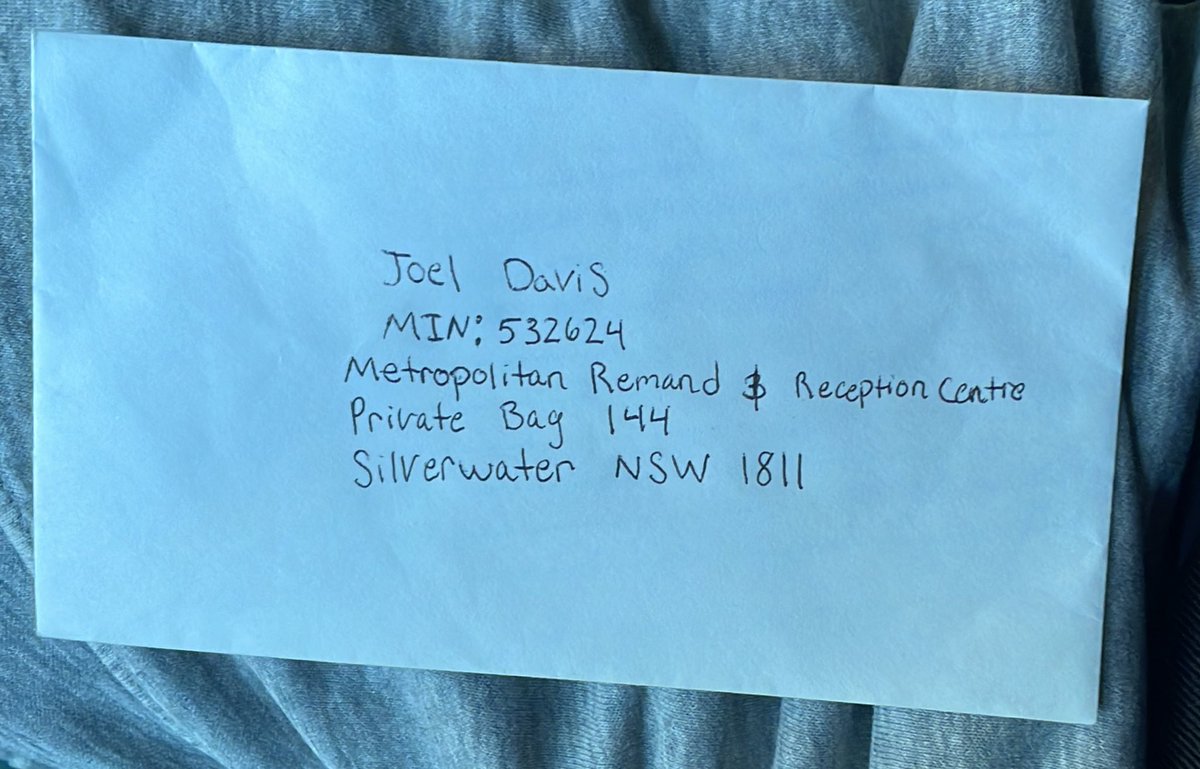 Joel Davis
MIN: 532624
Metropolitan Remand & Reception Centre
Private Bag 144
Silverwater NSW 1811